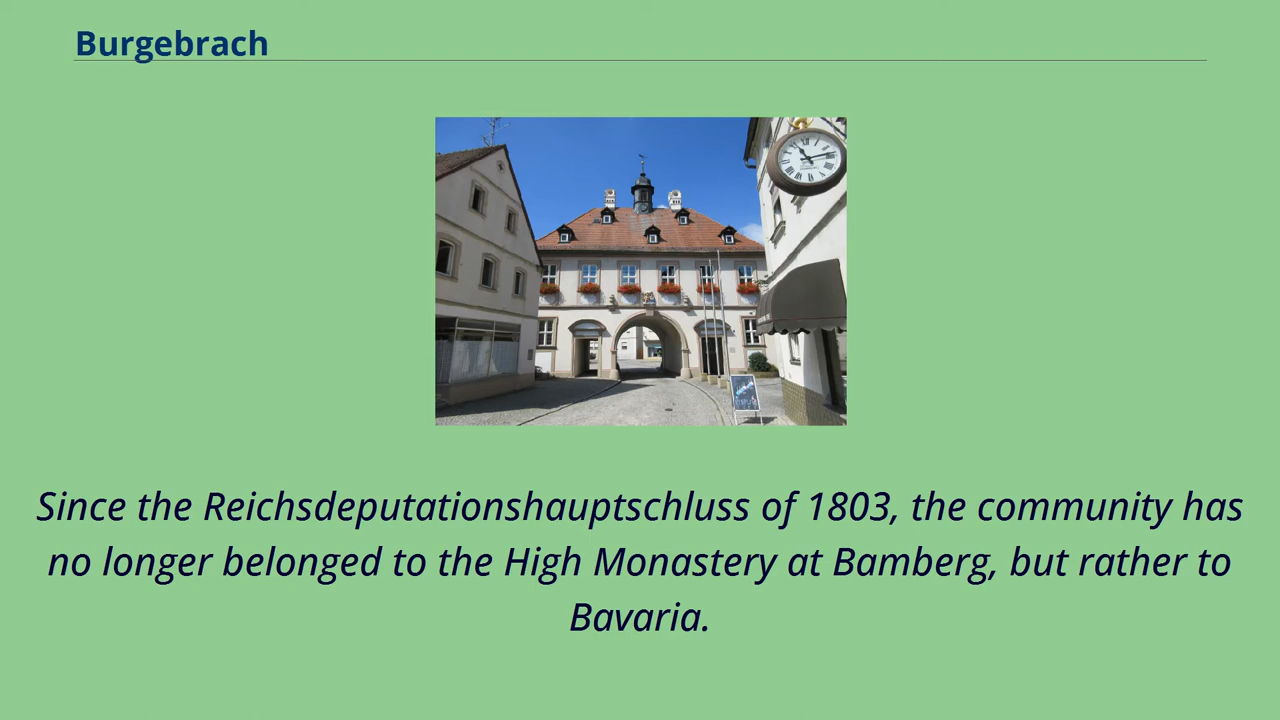 Burgebrach
Since the Reichsdeputationshauptschluss of 1803, the community has
no longer belonged to the High Monastery at Bamberg, but rather to
Bavaria.